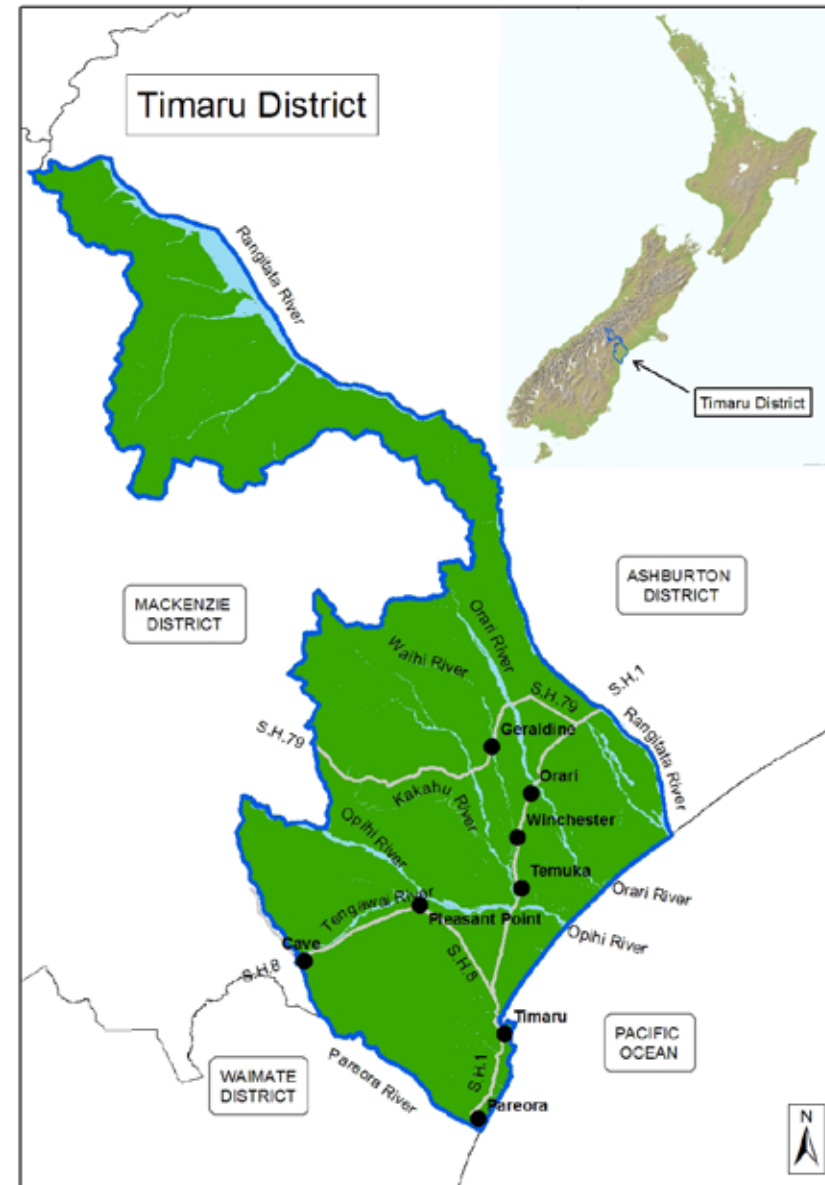 Timaru District
Rangitata River
Timaru District
MACKENZIE
DISTRICT
ASHBURTON
DISTRICT
Orari River
Waihi River
S.H.79
S.H.1
S.H.79
Rangitata River
Geraldine
Orari
Kakahu River
Winchester
Opihi River
Temuka
Tengawai River
Pleasant Point
Orari River
Opihi River
Cave
S.H.8
S.H.8
Timaru
PACIFIC
OCEAN
S.H.1
Pareora River
WAIMATE
DISTRICT
Pareora
N